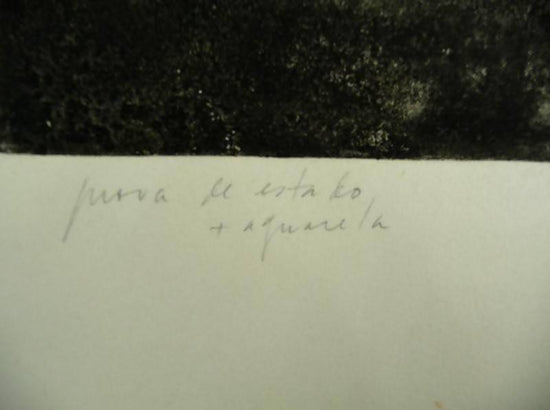 prova de estado
+ aguarela